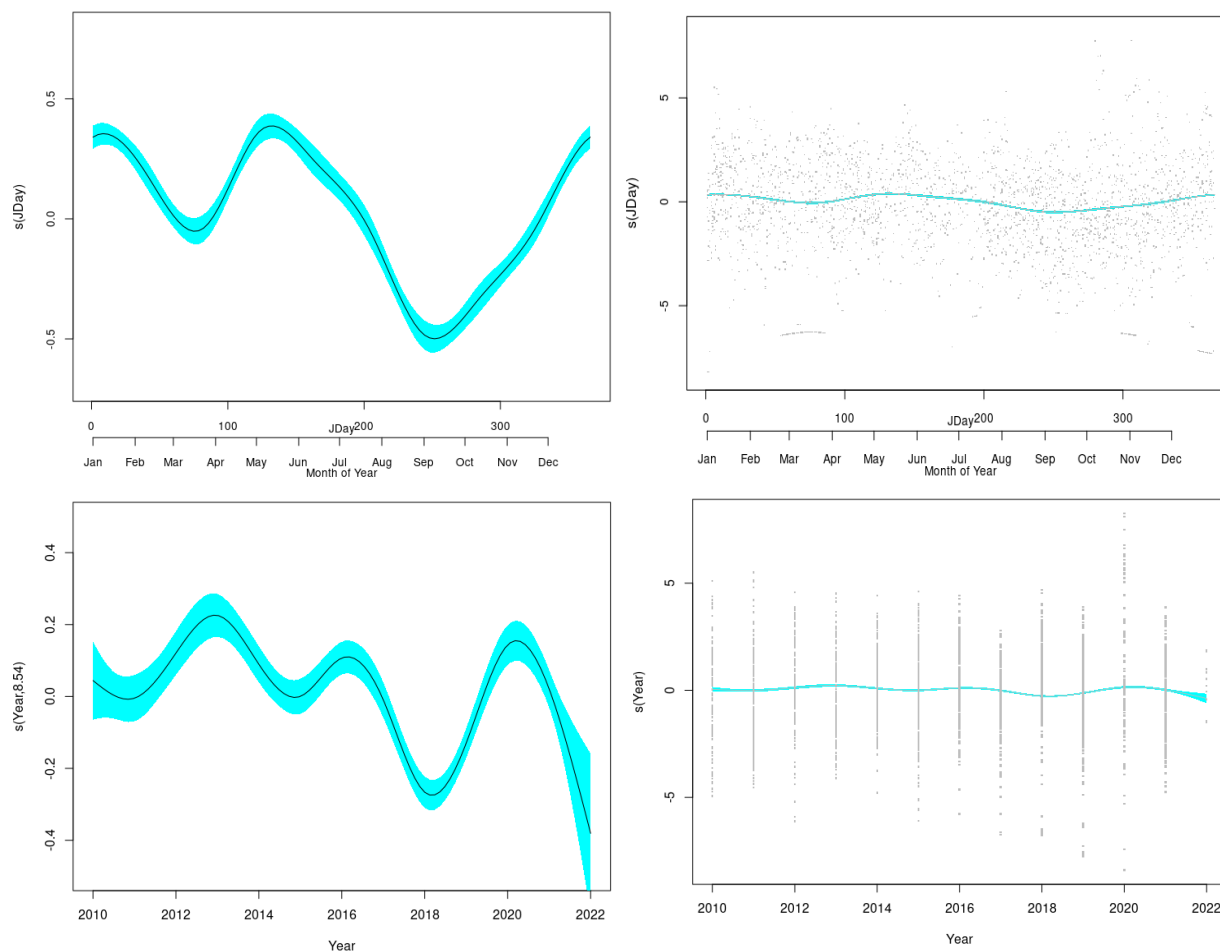 s(JDay)
0.5
0.0
-0.5
0 100 200 300
JDay
Jan Feb Mar Apr May Jun Jul Aug Sep Oct Nov Dec
Month of Year
s(JDay)
5
0
-5
0 100 200 300
JDay
Jan Feb Mar Apr May Jun Jul Aug Sep Oct Nov Dec
Month of Year
s(Year,8.54)
0.4
0.2
0.0
-0.2
-0.4
2010 2012 2014 2016 2018 2020 2022
Year
s(Year)
5
0
-5
2010 2012 2014 2016 2018 2020 2022
Year